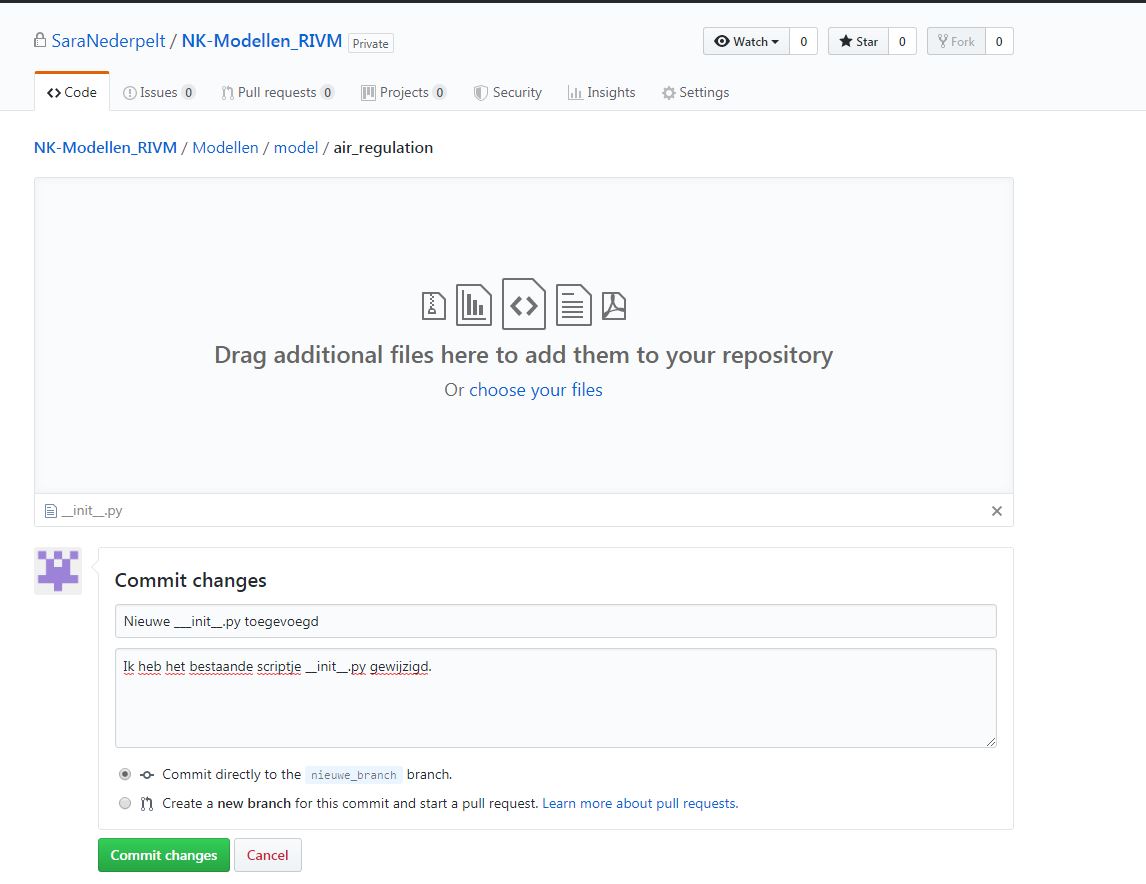 SaraNederpelt / NK-Modellen_RIVM Private
Watch 0 Star 0 Fork 0
Code Issues 0 Pull requests 0 Projects 0 Security Insights Settings
NK-Modellen_RIVM / Modellen / model / air_regulation
Drag additional files here to add them to your repository
Or choose your files
__init__.py
Commit changes
Nieuwe ___init__.py toegevoegd
Ik heb het bestaande scriptje __init__.py gewijzigd.
Commit directly to the nieuwe_branch branch.
Create a new branch for this commit and start a pull request. Learn more about pull requests.
Commit changes Cancel